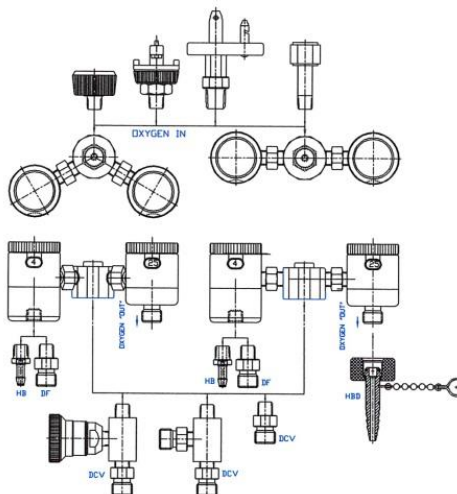 OXYGEN IN
4
25
4
25
OXYGEN "OUT"
OXYGEN "OUT"
HB DF
HB DF
HBD
DCV
DCV
DCV